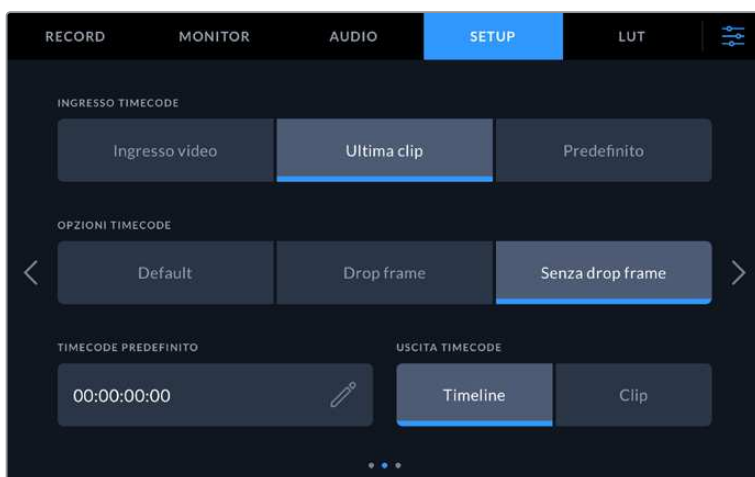 RECORD MONITOR AUDIO SETUP LUT
INGRESSO TIMECODE
Ingresso video Ultima clip Predefinito
OPZIONI TIMECODE
Default Drop frame Senza drop frame
TIMECODE PREDEFINITO USCITA TIMECODE
00:00:00:00 Timeline Clip